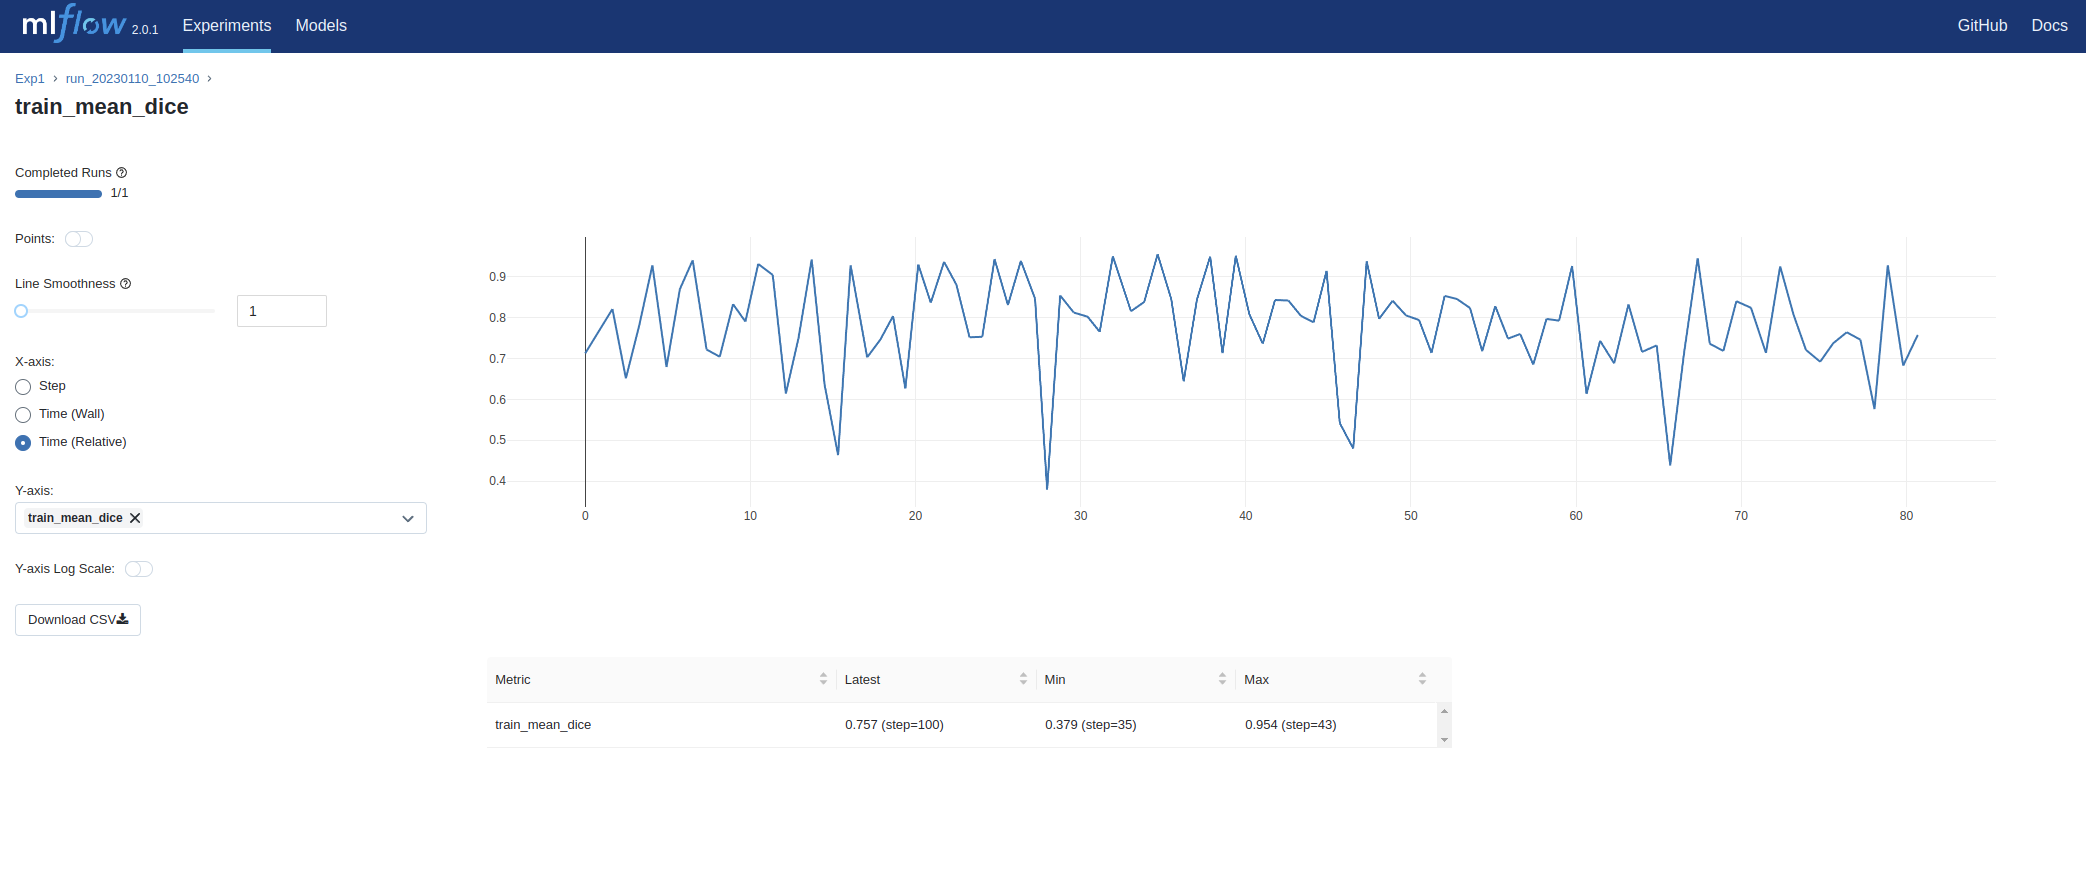 mlflow 2.0.1 Experiments Models GitHub Docs
Exp1 › run_20230110_102540 ›
train_mean_dice
Completed Runs
1/1
Points:
Line Smoothness
1
X-axis:
Step
Time (Wall)
Time (Relative)
Y-axis:
train_mean_dice
Y-axis Log Scale:
Download CSV
0.9
0.8
0.7
0.6
0.5
0.4
0 10 20 30 40 50 60 70 80
Metric Latest Min Max
train_mean_dice 0.757 (step=100) 0.379 (step=35) 0.954 (step=43)